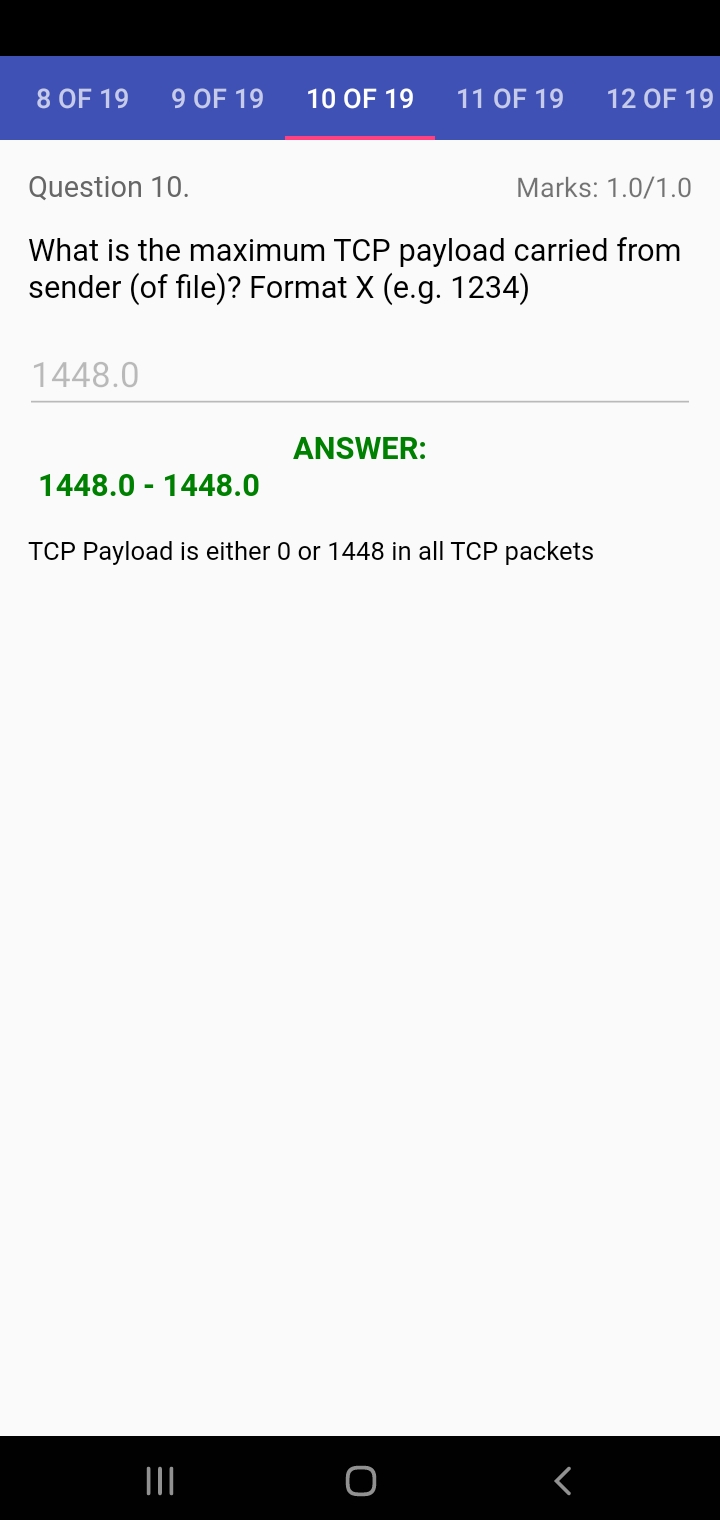 8 OF 19 9 OF 19 10 OF 19 11 OF 19 12 OF 19
Question 10. Marks: 1.0/1.0
What is the maximum TCP payload carried from
sender (of file)? Format X (e.g. 1234)
1448.0
ANSWER:
1448.0 - 1448.0
TCP Payload is either 0 or 1448 in all TCP packets